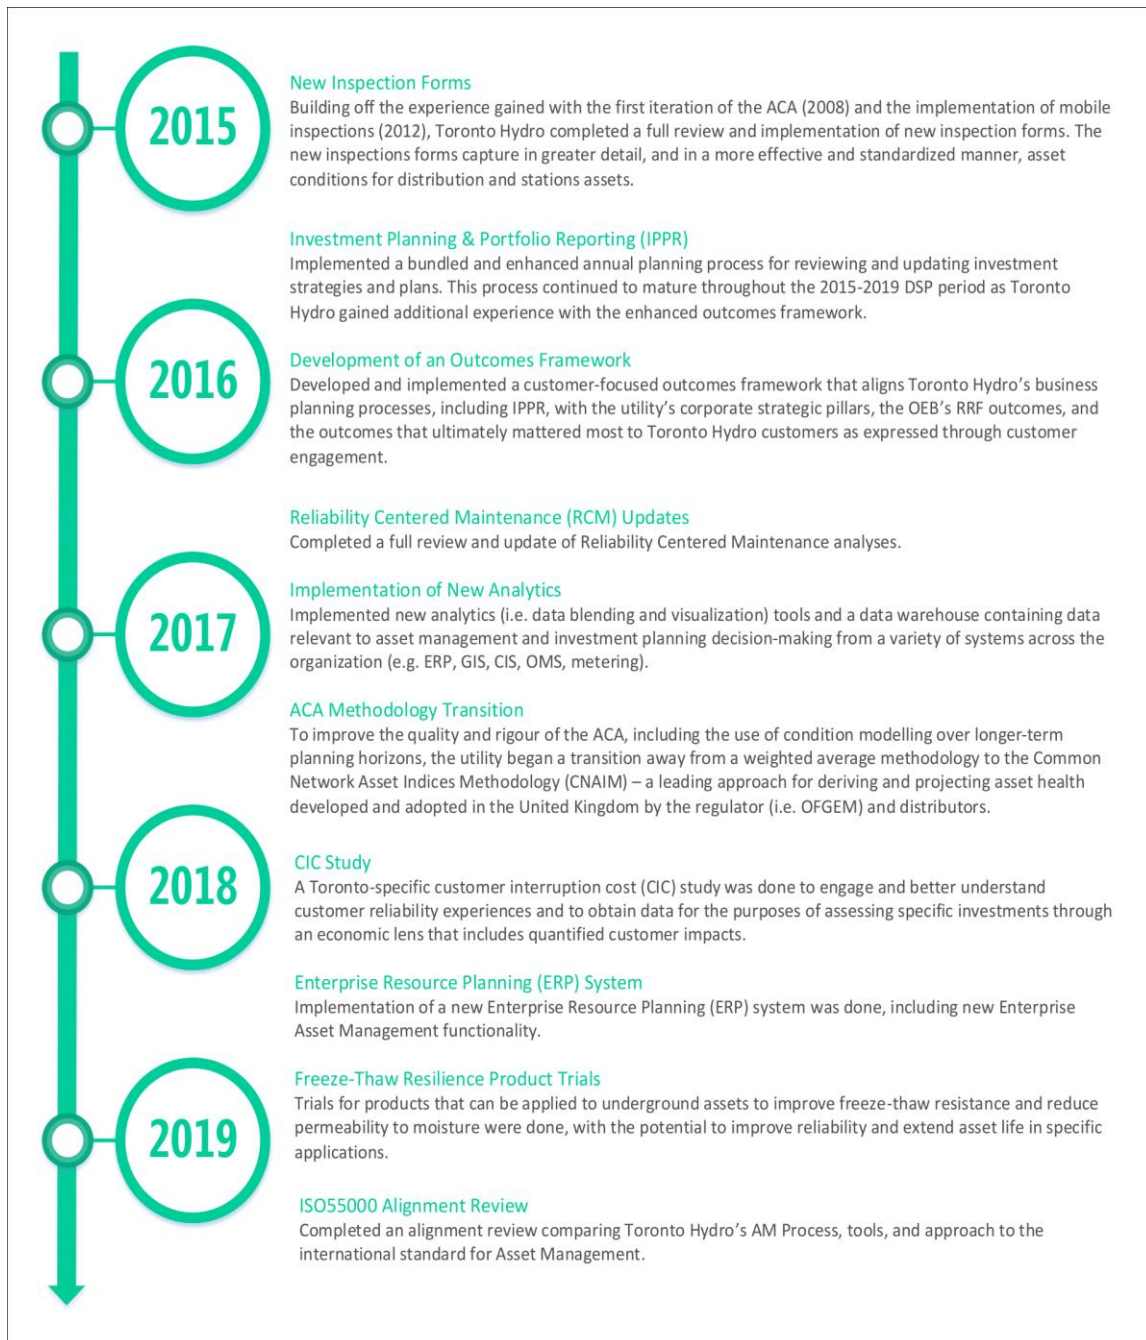 2015
New Inspection Forms
Building off the experience gained with the first iteration of the ACA (2008) and the implementation of mobile
inspections (2012), Toronto Hydro completed a full review and implementation of new inspection forms. The
new inspections forms capture in greater detail, and in a more effective and standardized manner, asset
conditions for distribution and stations assets.
Investment Planning & Portfolio Reporting (IPPR)
Implemented a bundled and enhanced annual planning process for reviewing and updating investment
strategies and plans. This process continued to mature throughout the 2015-2019 DSP period as Toronto
Hydro gained additional experience with the enhanced outcomes framework.
2016
Development of an Outcomes Framework
Developed and implemented a customer-focused outcomes framework that aligns Toronto Hydro's business
planning processes, including IPPR, with the utility's corporate strategic pillars, the OEB's RRF outcomes, and
the outcomes that ultimately mattered most to Toronto Hydro customers as expressed through customer
engagement.
Reliability Centered Maintenance (RCM) Updates
Completed a full review and update of Reliability Centered Maintenance analyses.
2017
Implementation of New Analytics
Implemented new analytics (i.e. data blending and visualization) tools and a data warehouse containing data
relevant to asset management and investment planning decision-making from a variety of systems across the
organization (e.g. ERP, GIS, CIS, OMS, metering).
ACA Methodology Transition
To improve the quality and rigour of the ACA, including the use of condition modelling over longer-term
planning horizons, the utility began a transition away from a weighted average methodology to the Common
Network Asset Indices Methodology (CNAIM) – a leading approach for deriving and projecting asset health
developed and adopted in the United Kingdom by the regulator (i.e. OFGEM) and distributors.
2018
CIC Study
A Toronto-specific customer interruption cost (CIC) study was done to engage and better understand
customer reliability experiences and to obtain data for the purposes of assessing specific investments through
an economic lens that includes quantified customer impacts.
Enterprise Resource Planning (ERP) System
Implementation of a new Enterprise Resource Planning (ERP) system was done, including new Enterprise
Asset Management functionality.
2019
Freeze-Thaw Resilience Product Trials
Trials for products that can be applied to underground assets to improve freeze-thaw resistance and reduce
permeability to moisture were done, with the potential to improve reliability and extend asset life in specific
applications.
ISO55000 Alignment Review
Completed an alignment review comparing Toronto Hydro's AM Process, tools, and approach to the
international standard for Asset Management.